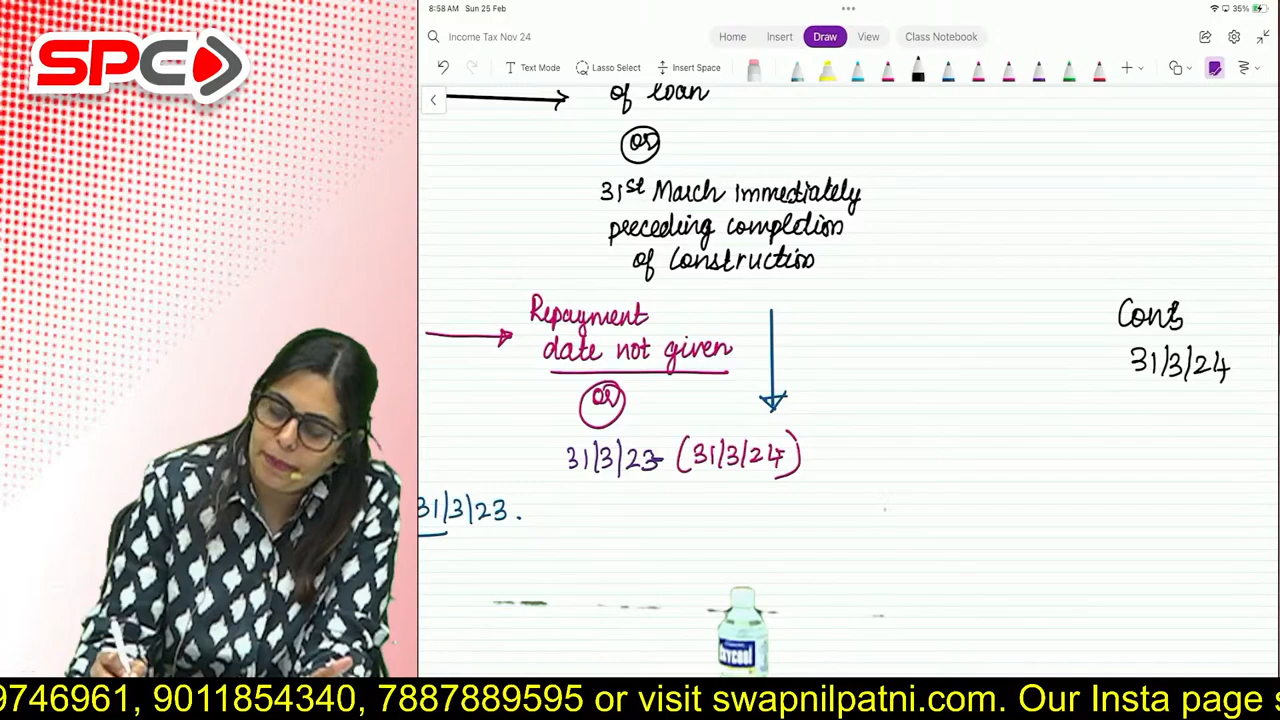 8:58 AM Sun 25 Feb
35%
SPC
Income Tax Nov 24
Home Insert Draw View Class Notebook
Text Mode Lasso Select Insert Space
of loan
OR
31st March immediately
preceding completion
of construction
Repayment
date not given
OR
31/3/23 (31/3/24)
31/3/23.
Cons
31/3/24
OXYCOOL
9746961, 9011854340, 7887889595 or visit swapnilpatni.com. Our Insta page s